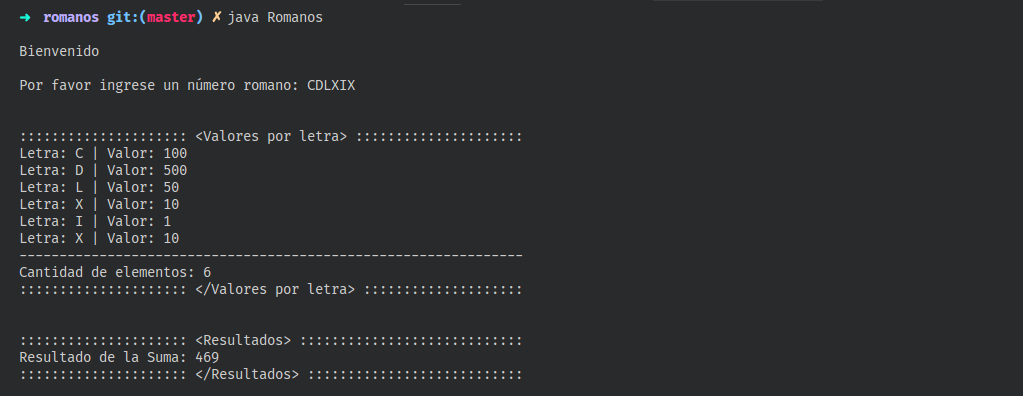 ➜ romanos git:(master) ✗ java Romanos
Bienvenido
Por favor ingrese un número romano: CDLXIX
::::::::::::::::::::: <Valores por letra> :::::::::::::::::::::
Letra: C | Valor: 100
Letra: D | Valor: 500
Letra: L | Valor: 50
Letra: X | Valor: 10
Letra: I | Valor: 1
Letra: X | Valor: 10
---------------------------------------------------------------
Cantidad de elementos: 6
::::::::::::::::::::: </Valores por letra> ::::::::::::::::::::
::::::::::::::::::::: <Resultados> ::::::::::::::::::::::::::::
Resultado de la Suma: 469
::::::::::::::::::::: </Resultados> :::::::::::::::::::::::::::